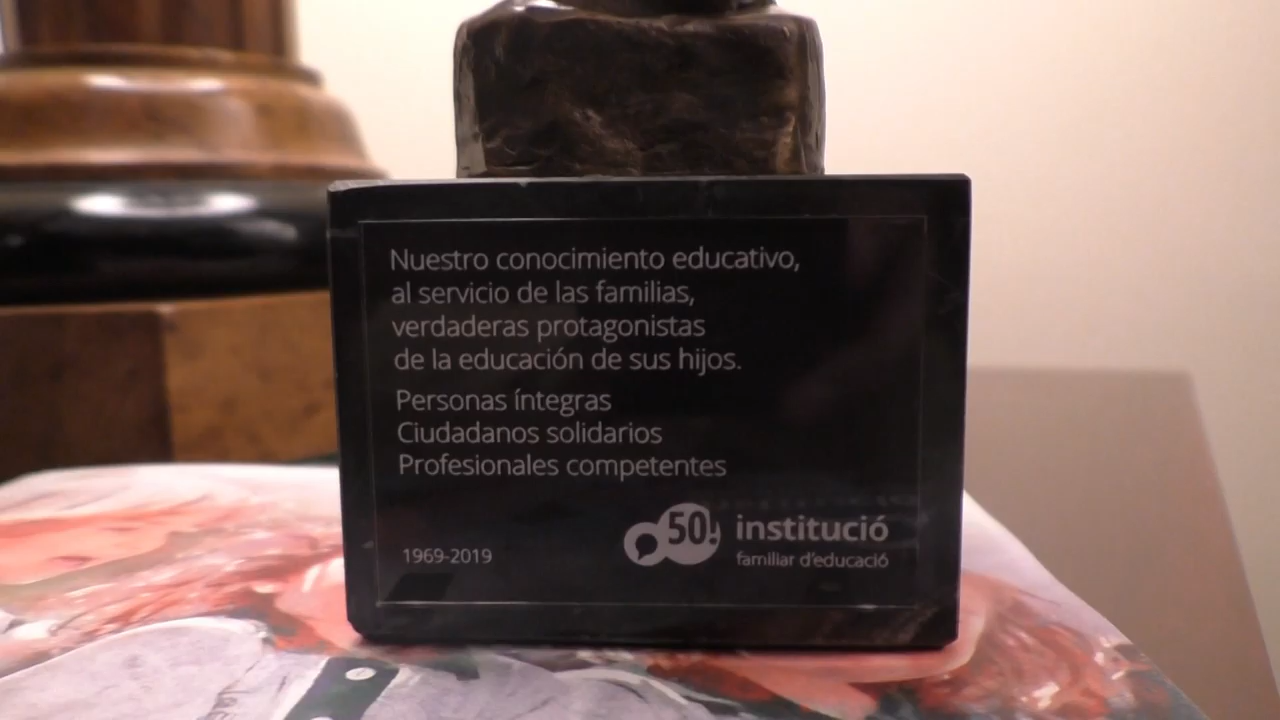 Nuestro conocimiento educativo,
al servicio de las familias,
verdaderas protagonistas
de la educación de sus hijos.
Personas íntegras
Ciudadanos solidarios
Profesionales competentes
1969-2019
50!
institució
familiar d'educació